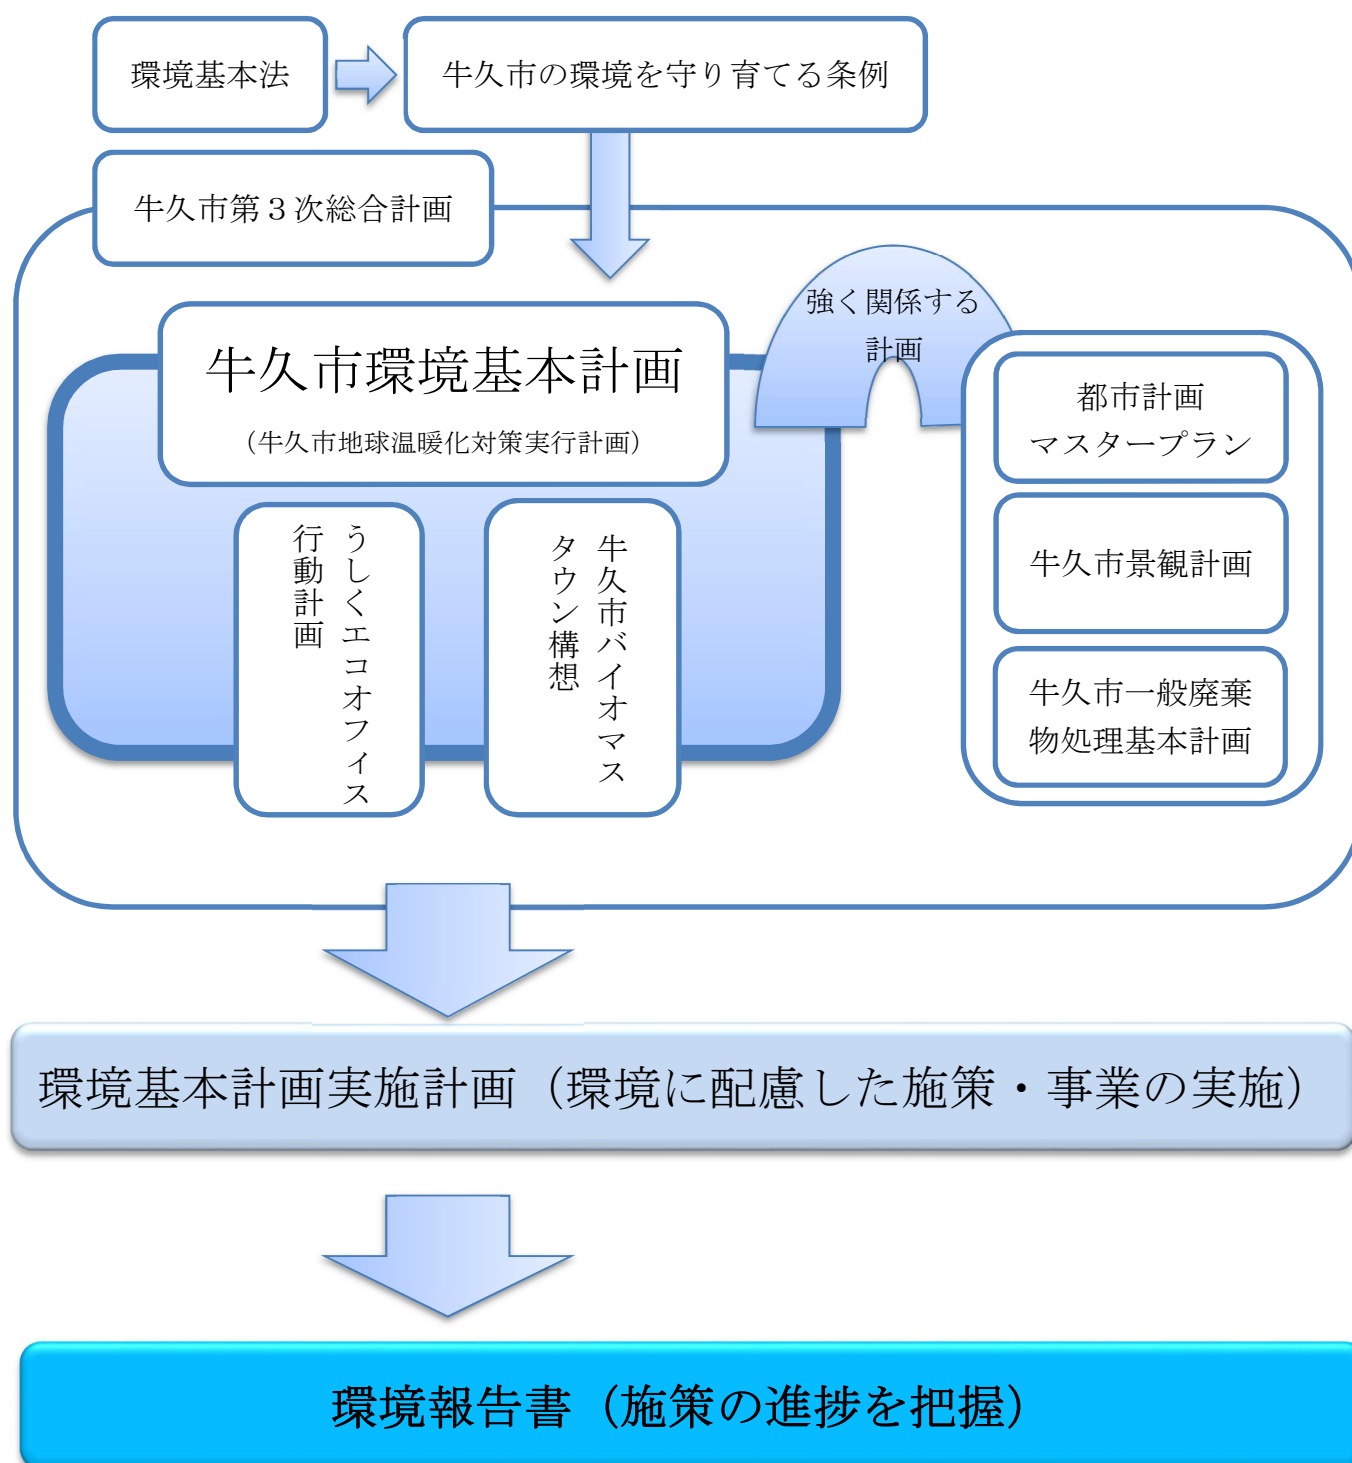 環境基本法
牛久市の環境を守り育てる条例
牛久市第３次総合計画
牛久市環境基本計画
（牛久市地球温暖化対策実行計画）
強く関係する
計画
都市計画
マスタープラン
牛久市景観計画
牛久市一般廃棄
物処理基本計画
うしくエコオフィス
行動計画
牛久市バイオマス
タウン構想
環境基本計画実施計画（環境に配慮した施策・事業の実施）
環境報告書（施策の進捗を把握）